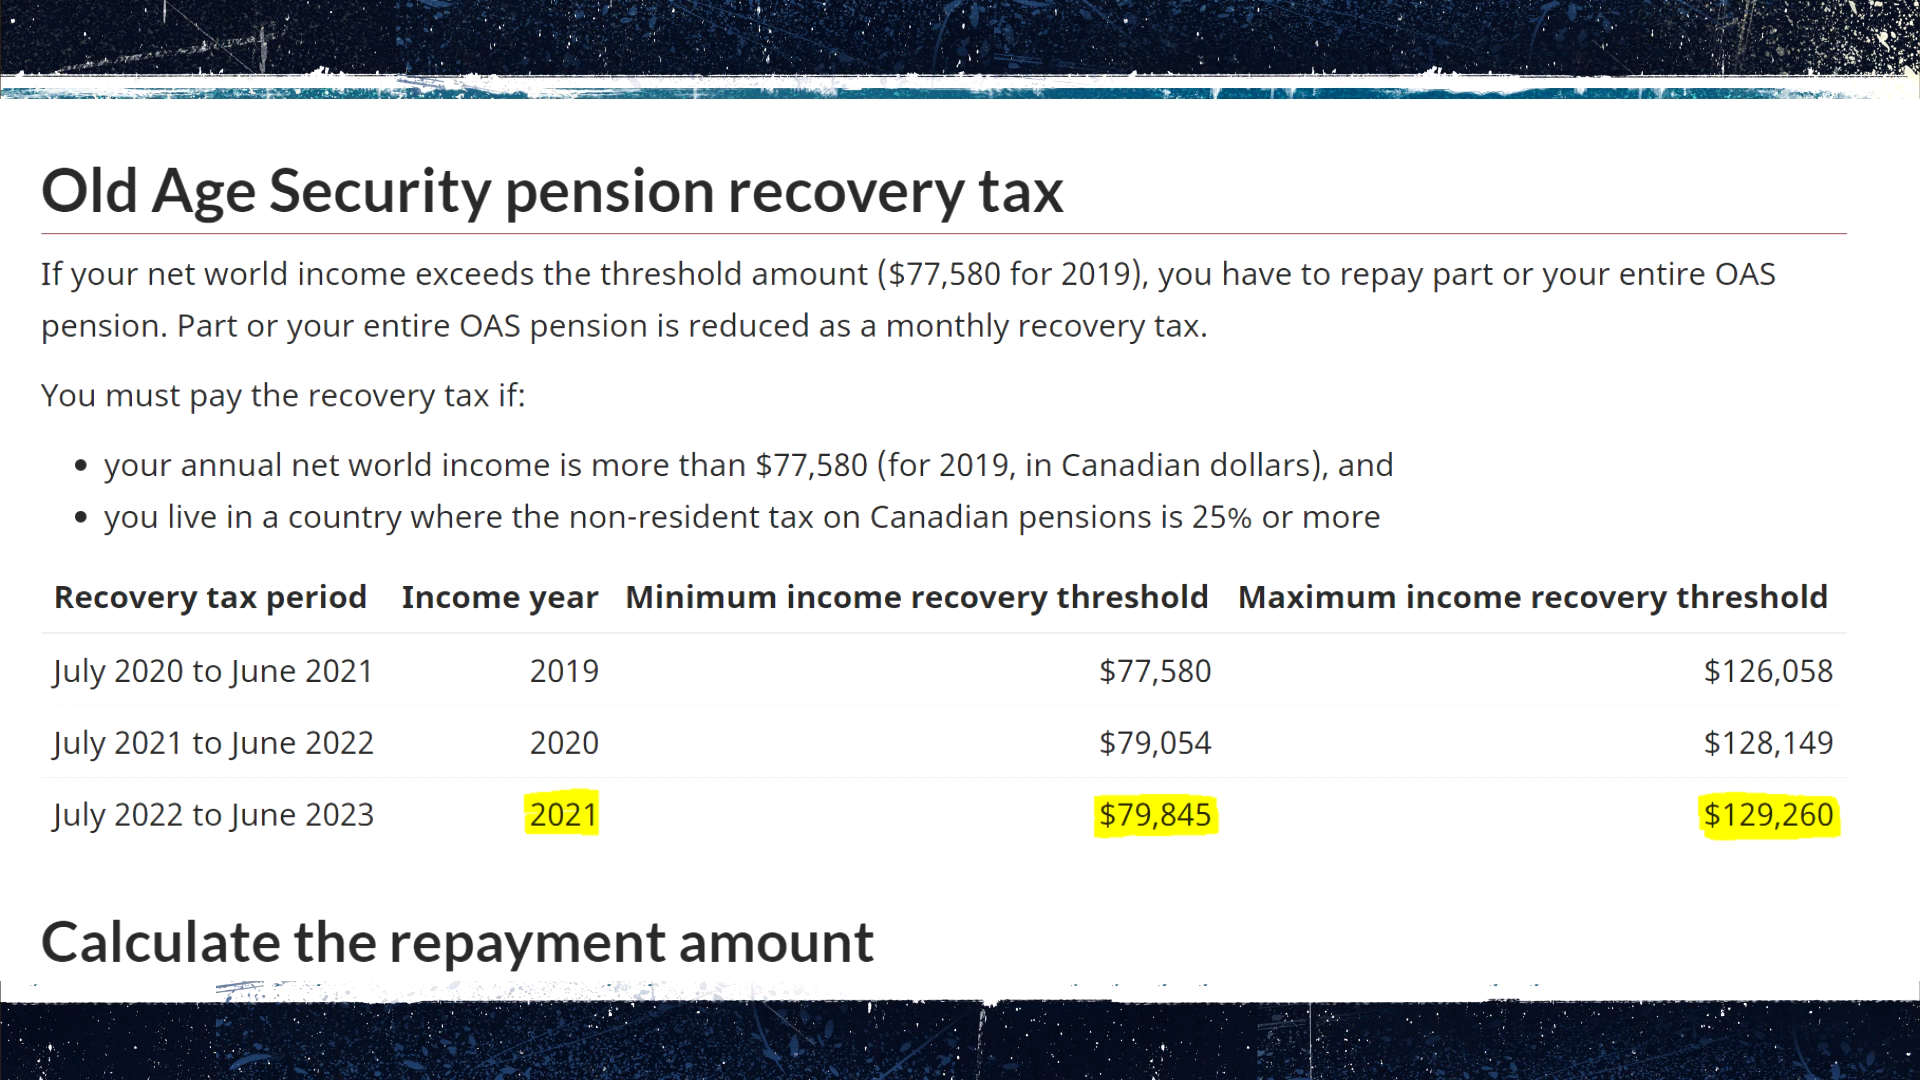 Old Age Security pension recovery tax
If your net world income exceeds the threshold amount ($77,580 for 2019), you have to repay part or your entire OAS
pension. Part or your entire OAS pension is reduced as a monthly recovery tax.
You must pay the recovery tax if:
• your annual net world income is more than $77,580 (for 2019, in Canadian dollars), and
• you live in a country where the non-resident tax on Canadian pensions is 25% or more
Recovery tax period Income year Minimum income recovery threshold Maximum income recovery threshold
July 2020 to June 2021 2019 $77,580 $126,058
July 2021 to June 2022 2020 $79,054 $128,149
July 2022 to June 2023 2021 $79,845 $129,260
Calculate the repayment amount